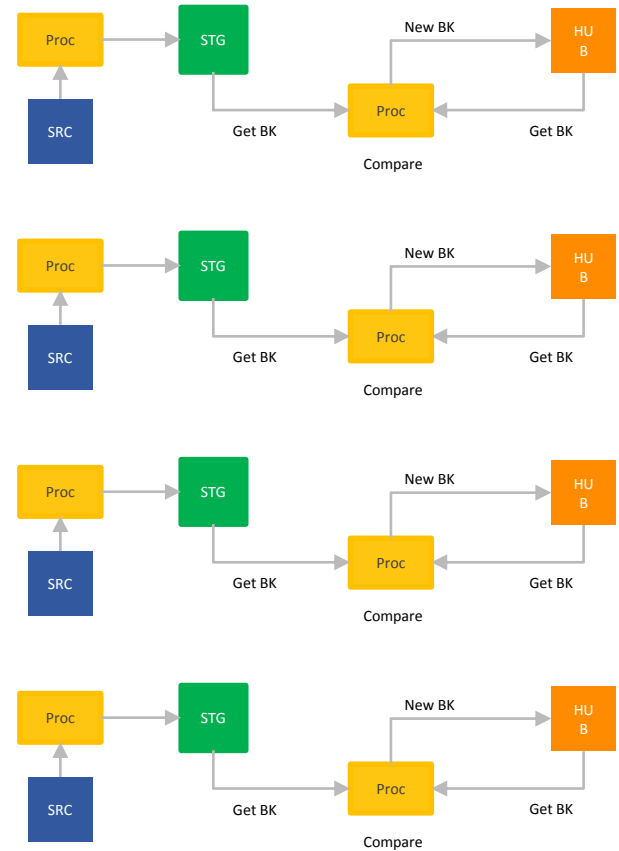 Proc
STG
New BK
HU
B
SRC
Get BK
Proc
Get BK
Compare
Proc
STG
New BK
HU
B
SRC
Get BK
Proc
Get BK
Compare
Proc
STG
New BK
HU
B
SRC
Get BK
Proc
Get BK
Compare
Proc
STG
New BK
HU
B
SRC
Get BK
Proc
Get BK
Compare